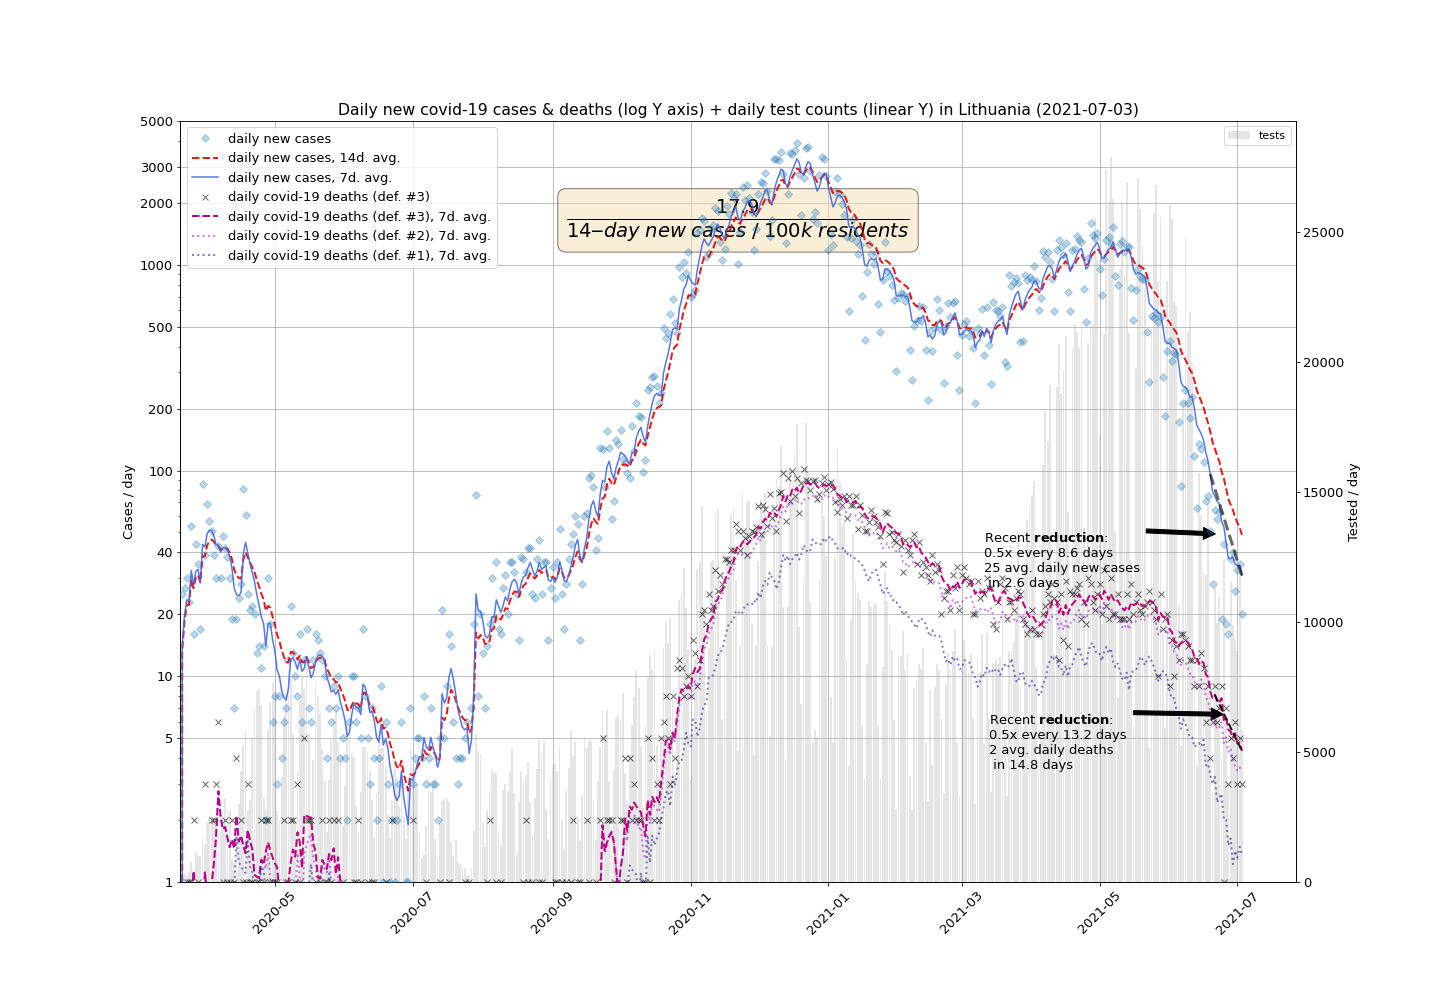 Daily new covid-19 cases & deaths (log Y axis) + daily test counts (linear Y) in Lithuania (2021-07-03)
daily new cases
daily new cases, 14d. avg.
daily new cases, 7d. avg.
daily covid-19 deaths (def. #3)
daily covid-19 deaths (def. #3), 7d. avg.
daily covid-19 deaths (def. #2), 7d. avg.
daily covid-19 deaths (def. #1), 7d. avg.
tests
17.9
14–day new cases / 100k residents
Recent reduction:
0.5x every 8.6 days
25 avg. daily new cases
in 2.6 days
Recent reduction:
0.5x every 13.2 days
2 avg. daily deaths
in 14.8 days
Cases / day
5000
3000
2000
1000
500
200
100
40
20
10
5
1
Tested / day
25000
20000
15000
10000
5000
0
2020-05
2020-07
2020-09
2020-11
2021-01
2021-03
2021-05
2021-07